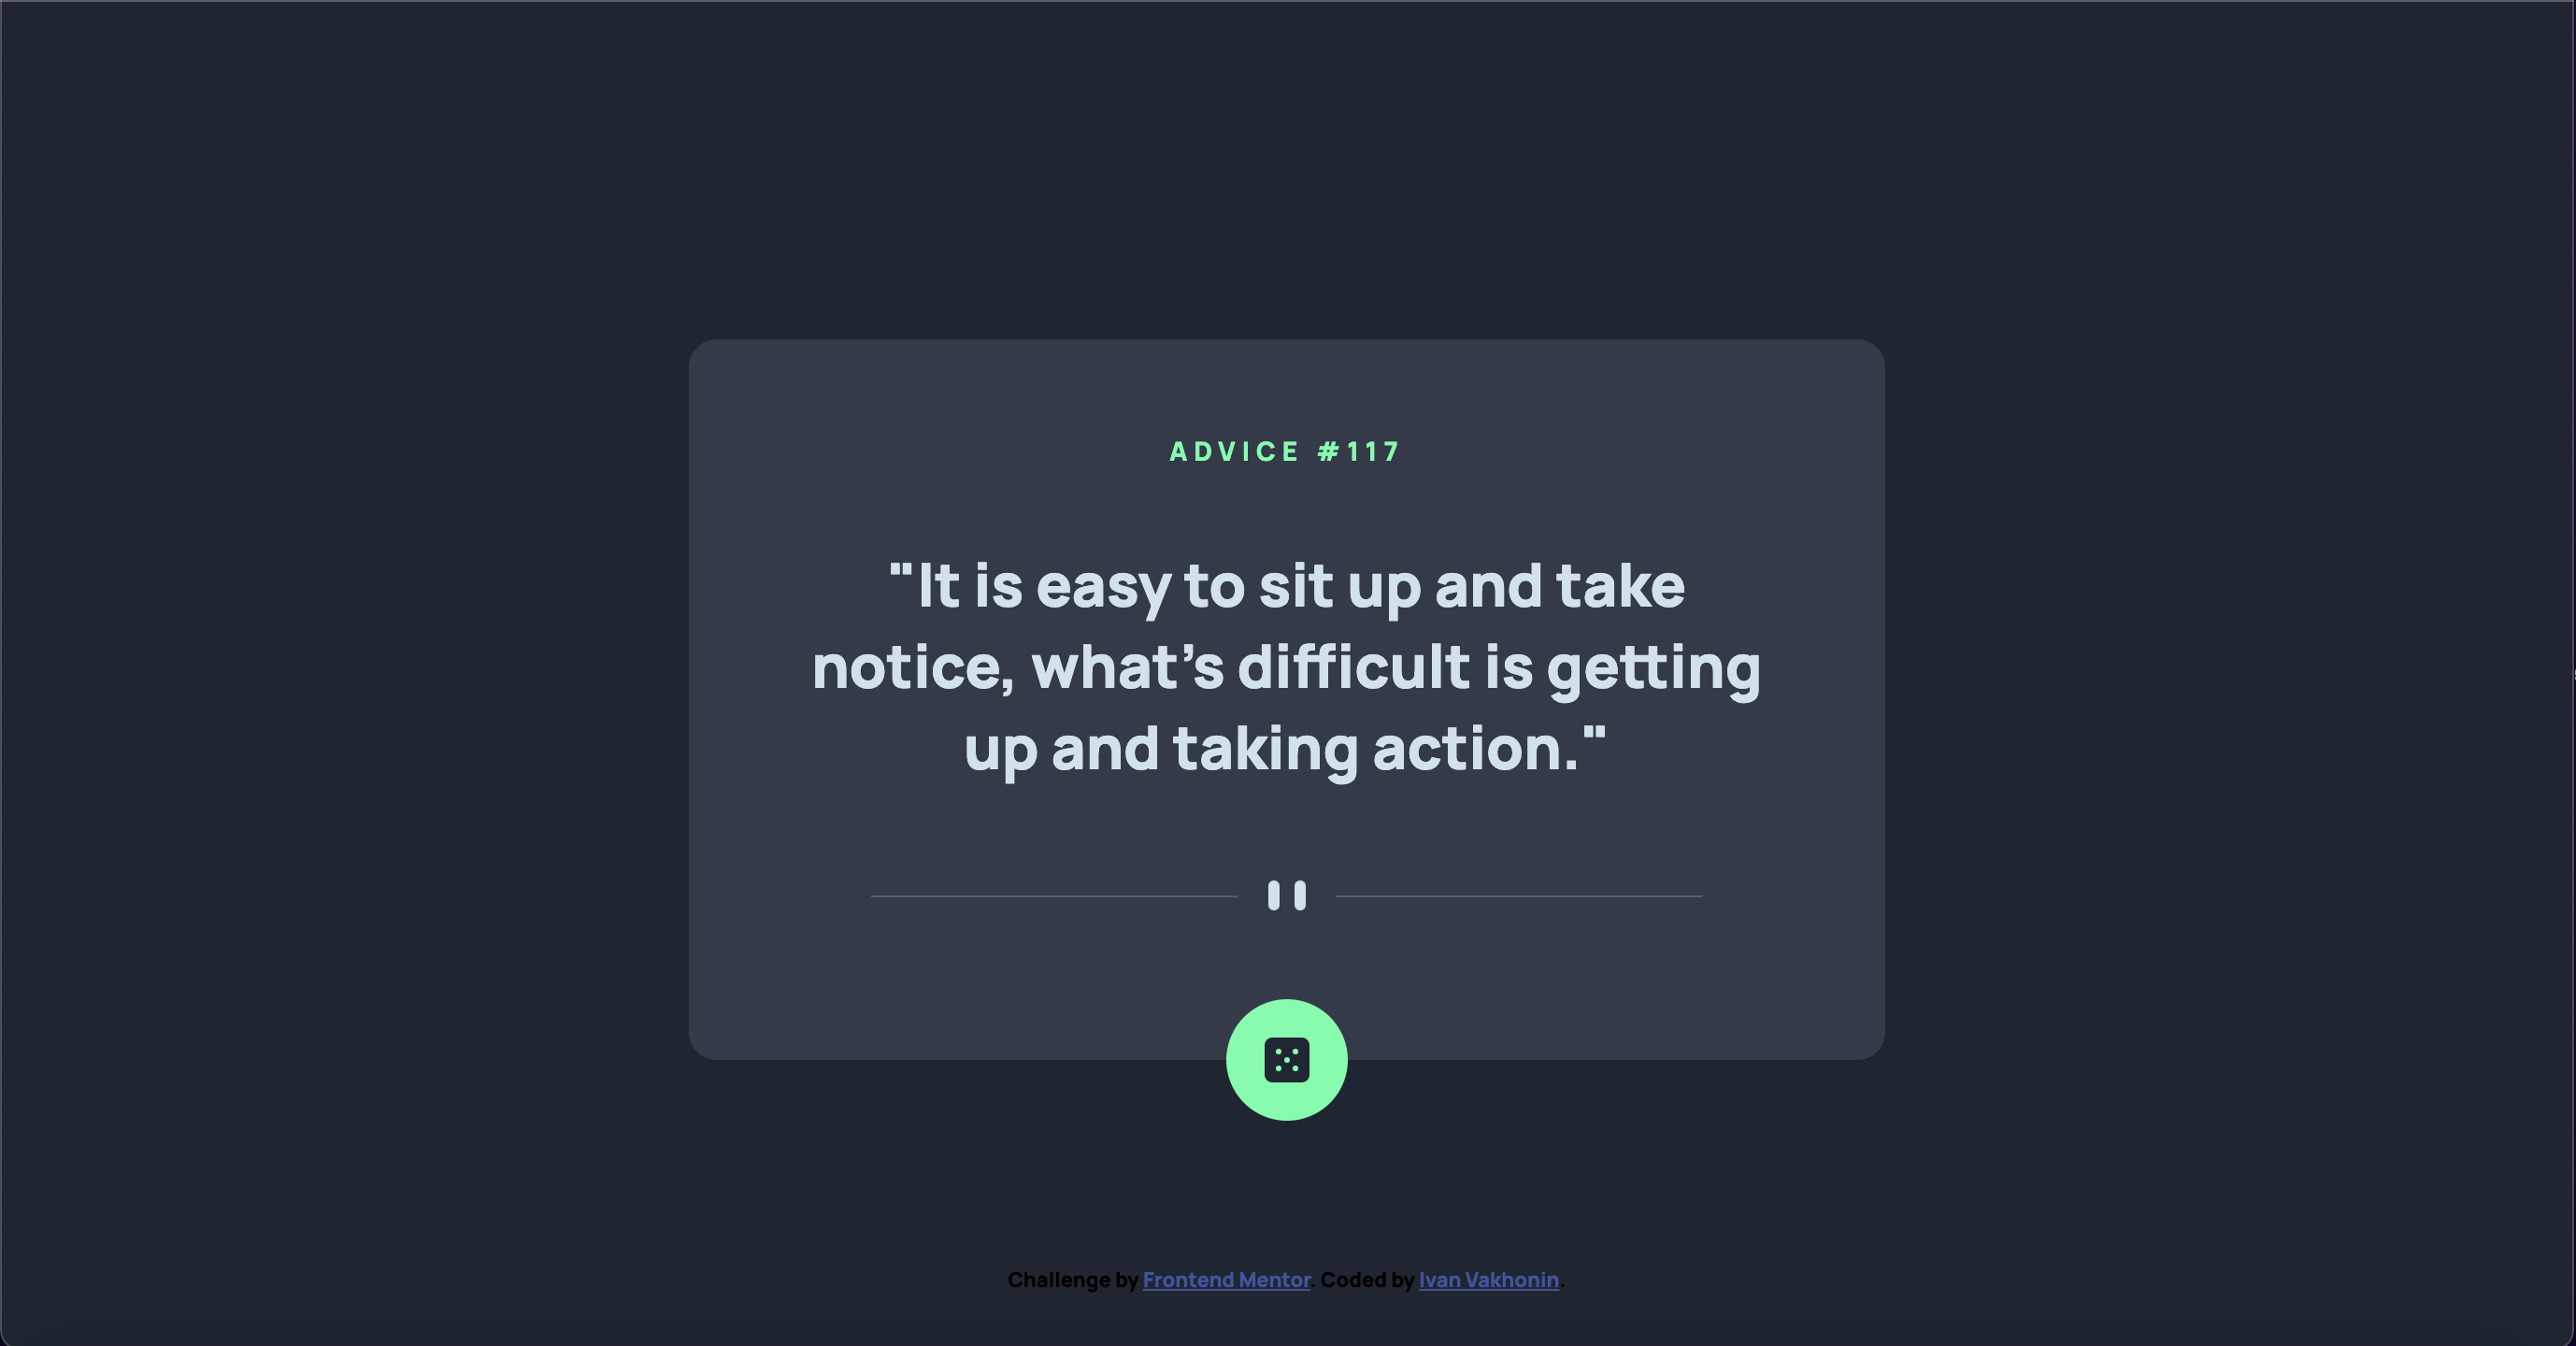 ADVICE #117
"It is easy to sit up and take
notice, what’s difficult is getting
up and taking action."
Challenge by Frontend Mentor. Coded by Ivan Vakhonin.